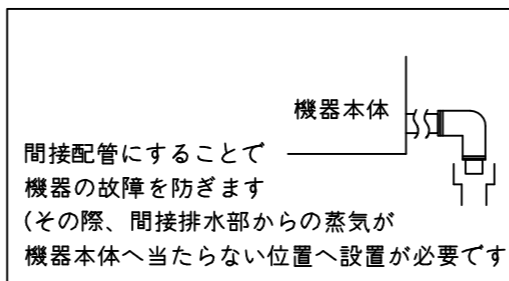 機器本体
間接配管にすることで
機器の故障を防ぎます
(その際、間接排水部からの蒸気が
機器本体へ当たらない位置へ設置が必要です